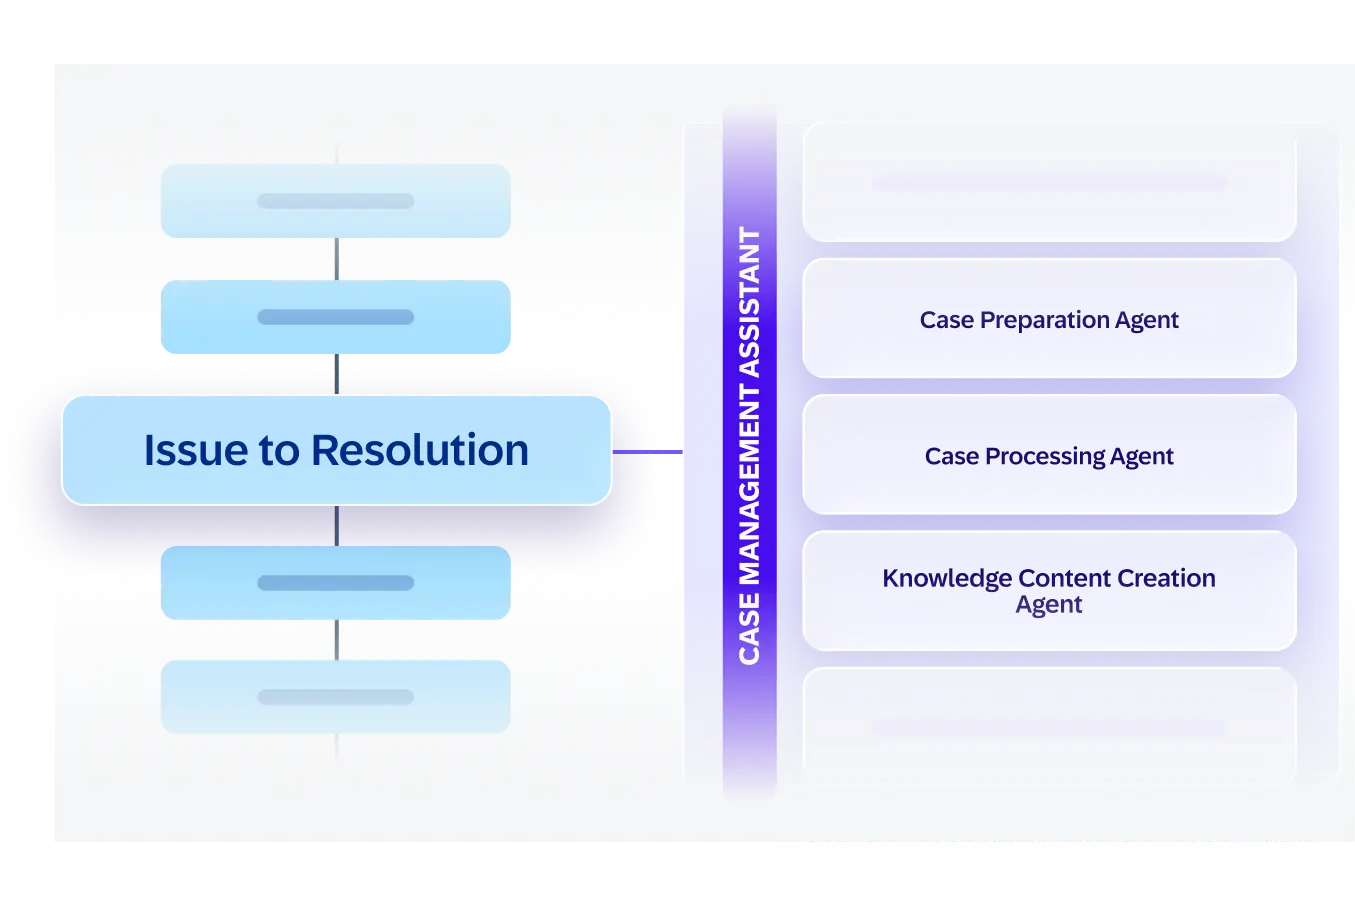 Issue to Resolution
CASE MANAGEMENT ASSISTANT
Case Preparation Agent
Case Processing Agent
Knowledge Content Creation
Agent